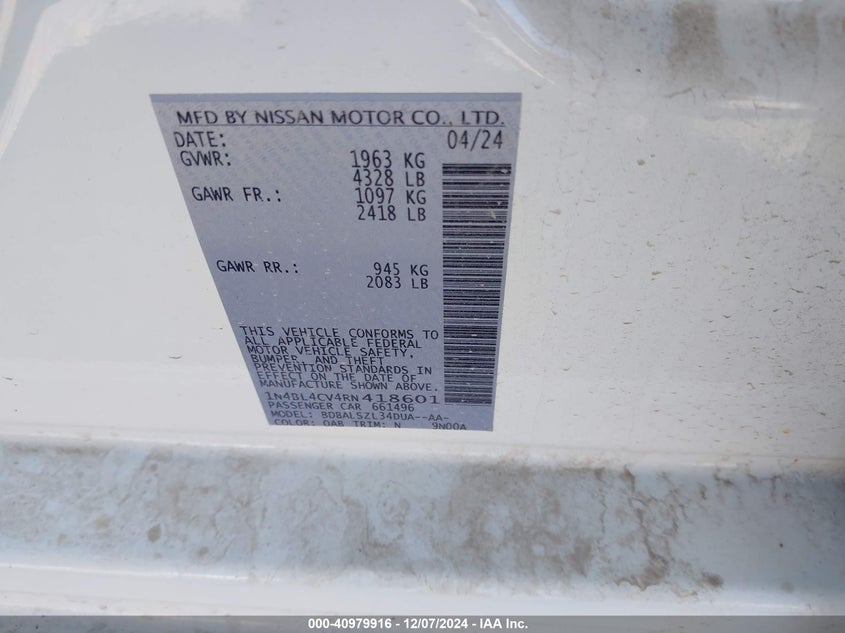 MFD BY NISSAN MOTOR CO., LTD.
DATE: 04/24
GVWR: 1963 KG
4328 LB
GAWR FR.: 1097 KG
2418 LB
GAWR RR.: 945 KG
2083 LB
THIS VEHICLE CONFORMS TO
ALL APPLICABLE FEDERAL
MOTOR VEHICLE SAFETY,
BUMPER, AND THEFT
PREVENTION STANDARDS IN
EFFECT ON THE DATE OF
MANUFACTURE SHOWN ABOVE.
1N4BL4CV4RN418601
PASSENGER CAR 661496
MODEL: BDBALSZL34DUA--AA-
COLOR: QAB TRIM: N 9N00A
000-40979916 - 12/07/2024 - IAA Inc.